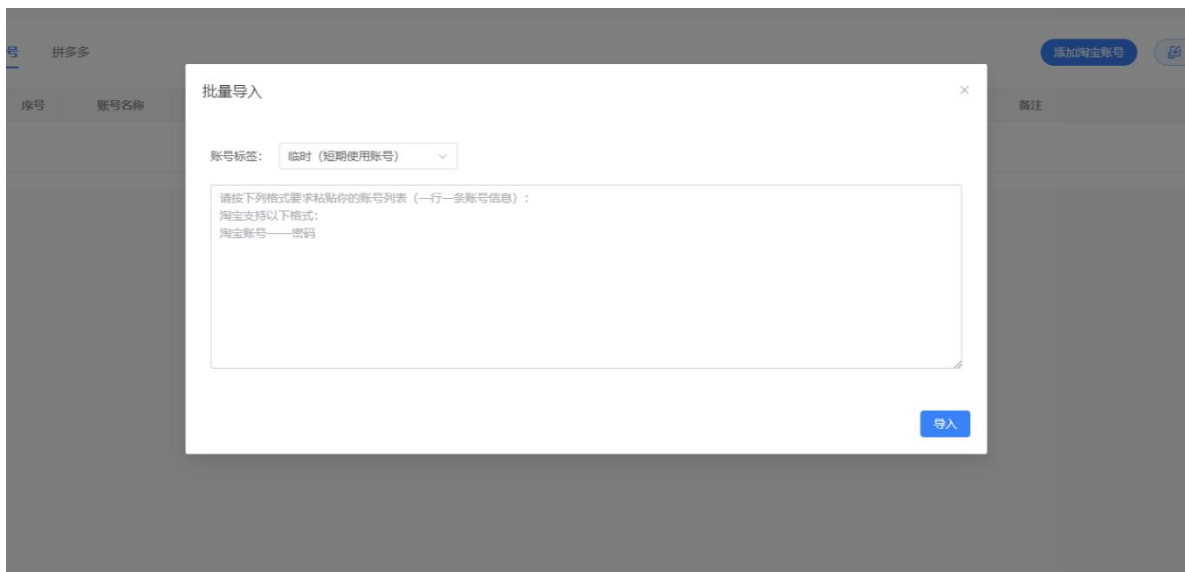 号 拼多多 添加淘宝账号
序号 账号名称 备注
批量导入
账号标签： 临时（短期使用账号）
请按下列格式要求粘贴你的账号列表（一行一条账号信息）：
淘宝支持以下格式：
淘宝账号——密码
导入